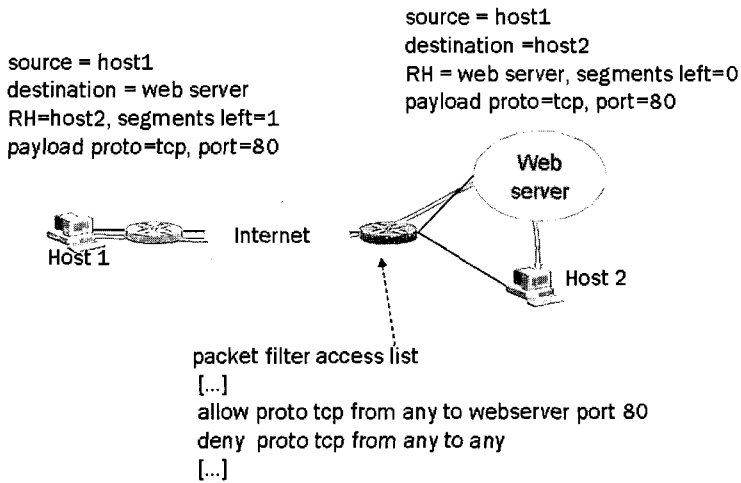 source = host1
destination = web server
RH=host2, segments left=1
payload proto=tcp, port=80
source = host1
destination =host2
RH = web server, segments left=0
payload proto=tcp, port=80
Web
server
Internet
Host 1
Host 2
packet filter access list
[...]
allow proto tcp from any to webserver port 80
deny proto tcp from any to any
[...]